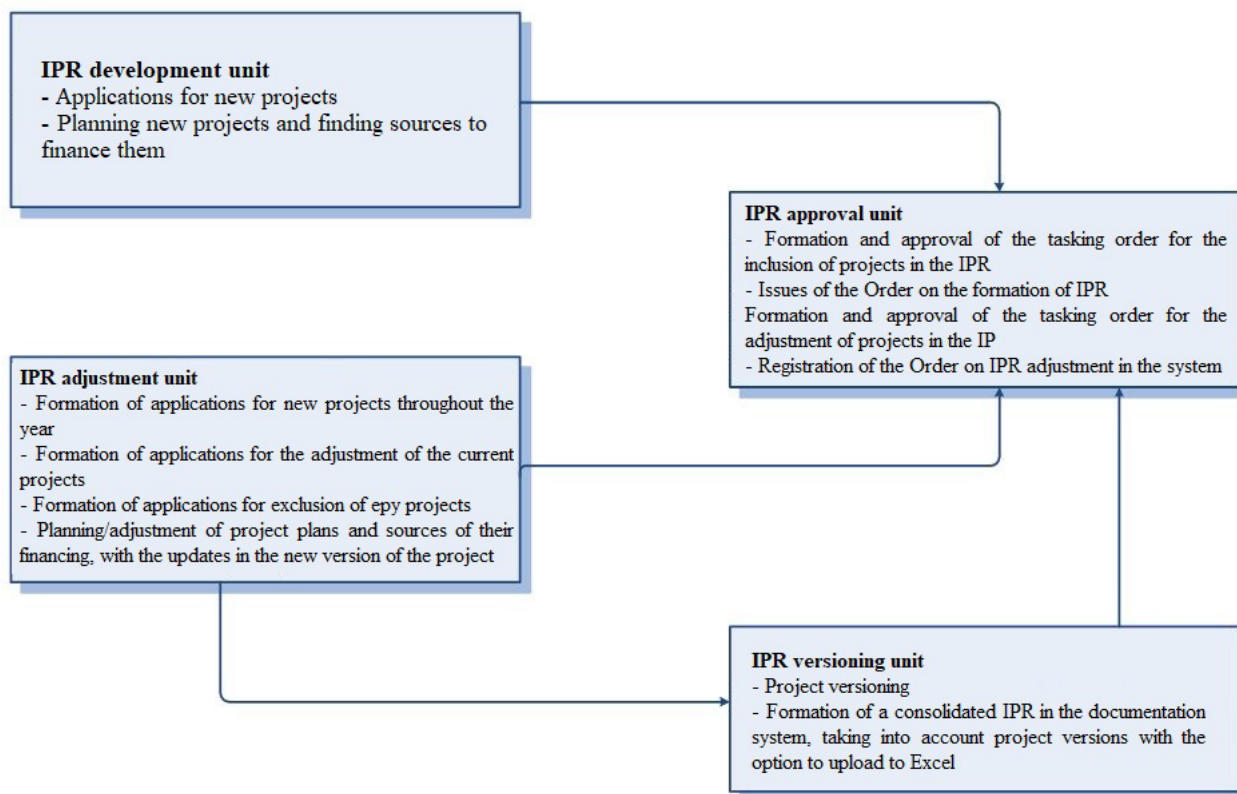 IPR development unit
- Applications for new projects
- Planning new projects and finding sources to
finance them
IPR approval unit
- Formation and approval of the tasking order for the
inclusion of projects in the IPR
- Issues of the Order on the formation of IPR
Formation and approval of the tasking order for the
adjustment of projects in the IP
- Registration of the Order on IPR adjustment in the system
IPR adjustment unit
- Formation of applications for new projects throughout the
year
- Formation of applications for the adjustment of the current
projects
- Formation of applications for exclusion of epy projects
- Planning/adjustment of project plans and sources of their
financing, with the updates in the new version of the project
IPR versioning unit
- Project versioning
- Formation of a consolidated IPR in the documentation
system, taking into account project versions with the
option to upload to Excel